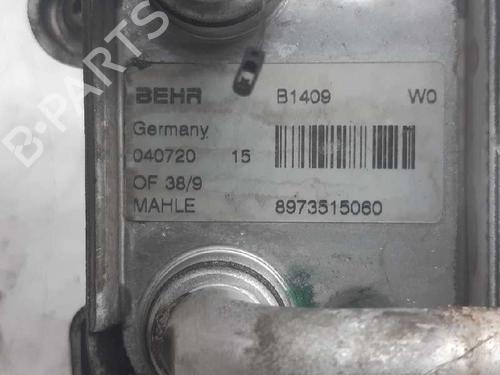 B-PARTS
BEHR B1409 W0
Germany
040720 15
OF 38/9
MAHLE 8973515060